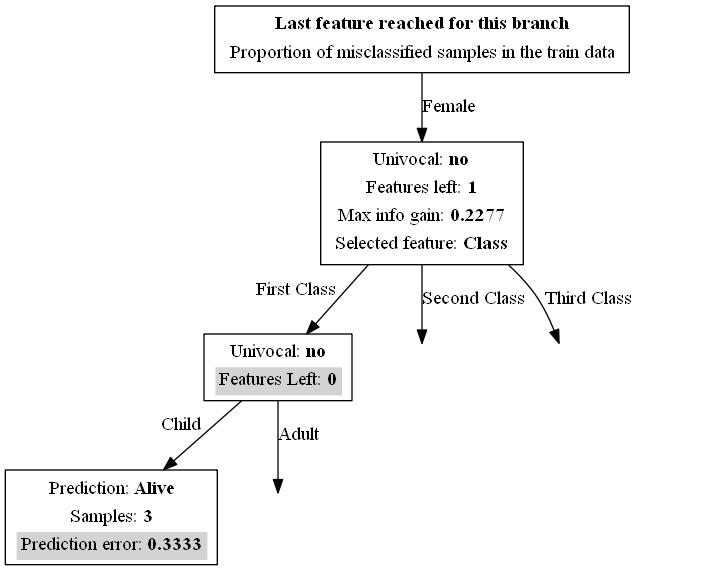 Last feature reached for this branch
Proportion of misclassified samples in the train data
Female
Univocal: no
Features left: 1
Max info gain: 0.2277
Selected feature: Class
First Class
Second Class
Third Class
Univocal: no
Features Left: 0
Child
Adult
Prediction: Alive
Samples: 3
Prediction error: 0.3333